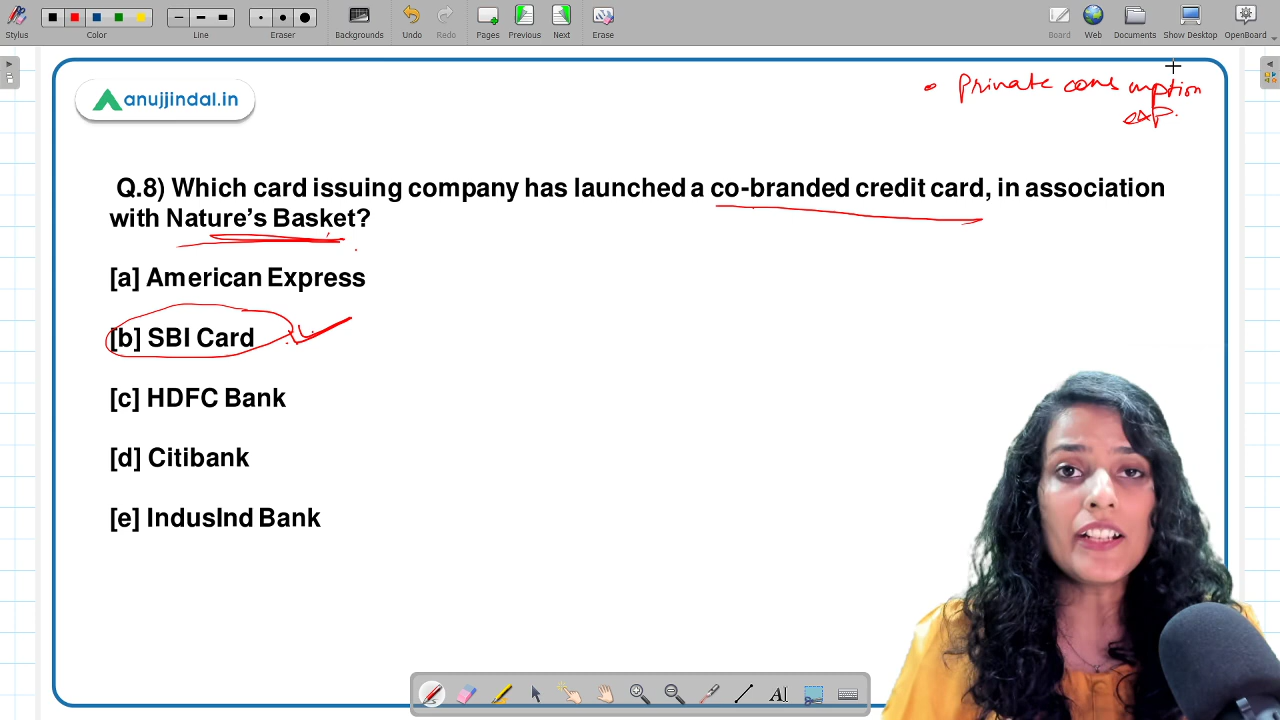 Stylus
Color
Line
Eraser
Backgrounds
Undo
Redo
Pages
Previous
Next
Erase
Board
Web
Documents
Show Desktop
OpenBoard
anujjindal.in
• Private consumption
exp.
Q.8) Which card issuing company has launched a co-branded credit card, in association
with Nature's Basket?
[a] American Express
[b] SBI Card
[c] HDFC Bank
[d] Citibank
[e] IndusInd Bank
AI